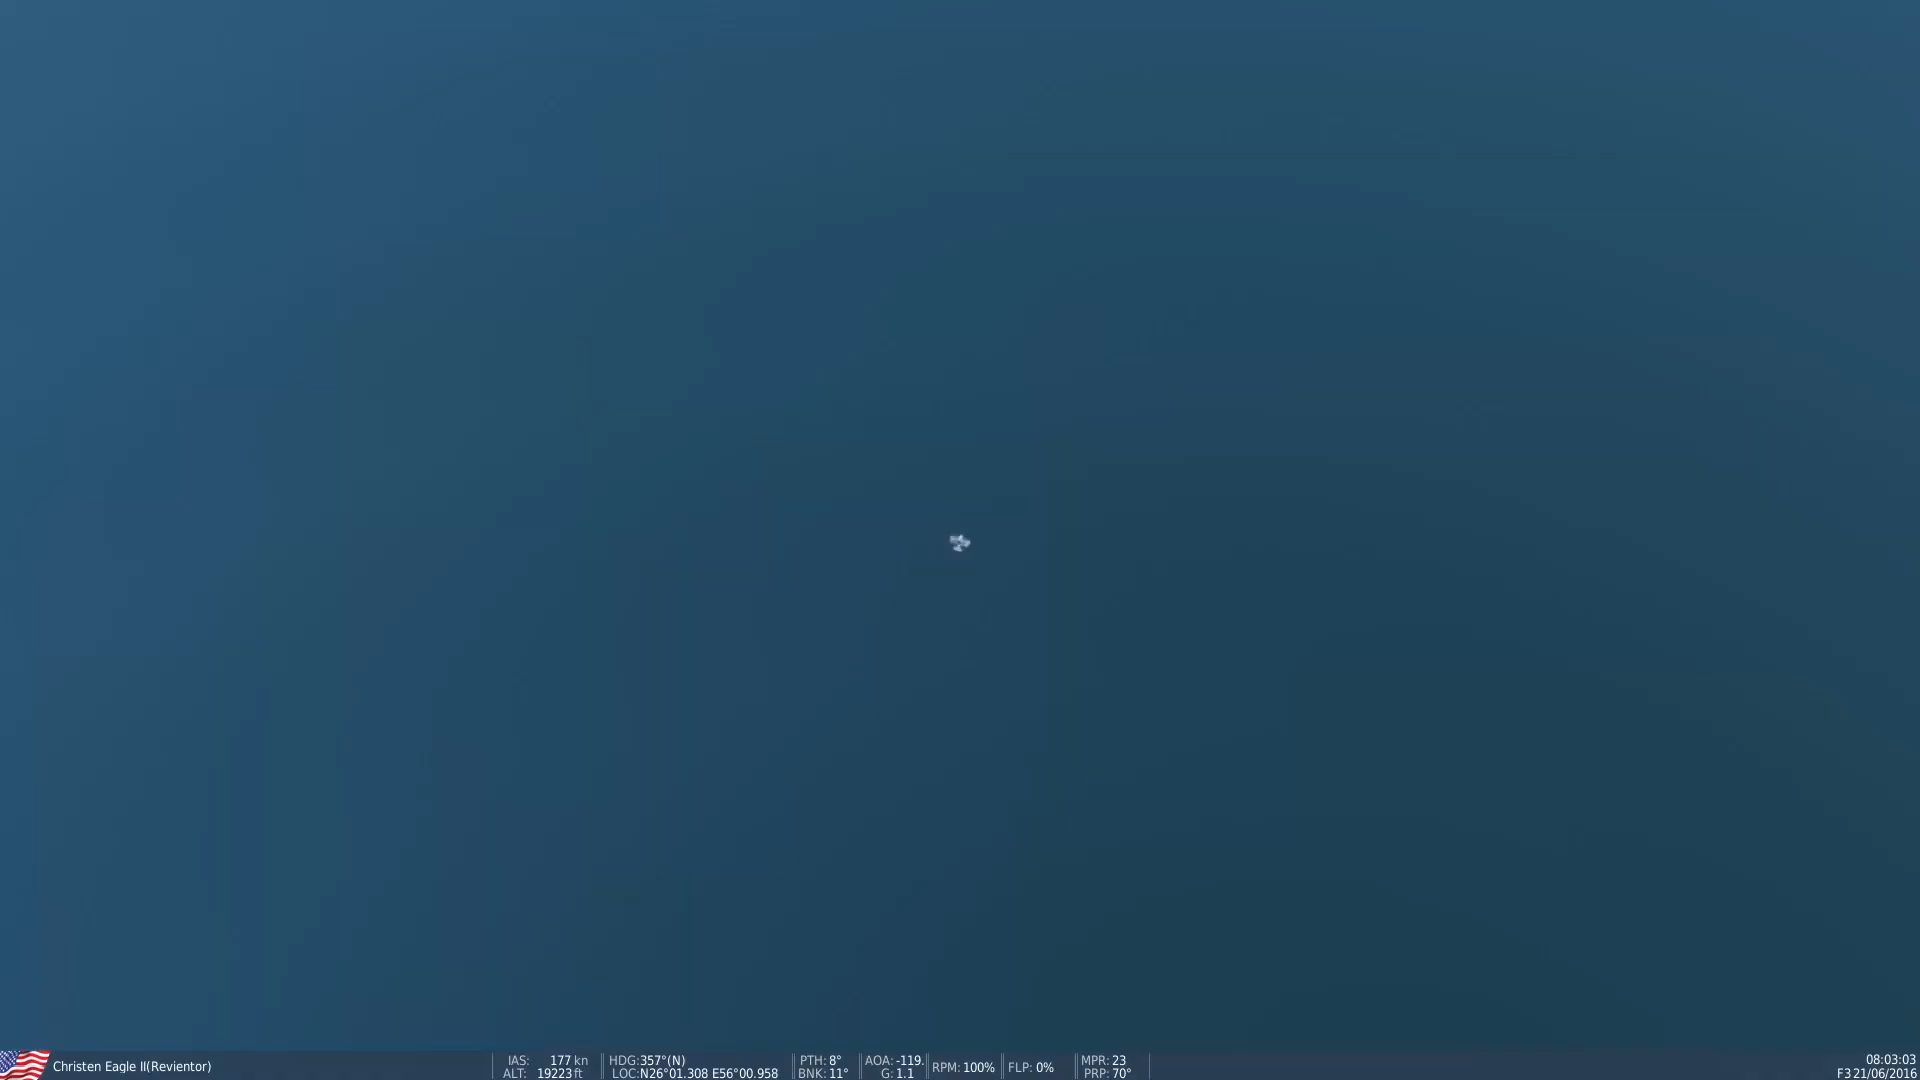 Christen Eagle II(Revientor)
IAS: 177 kn
ALT: 19223 ft
HDG:357°(N)
LOC:N26°01.308 E56°00.958
PTH: 8°
BNK: 11°
AOA: -119.
G: 1.1
RPM: 100%
FLP: 0%
MPR: 23
PRP: 70°
08:03:03
F3 21/06/2016